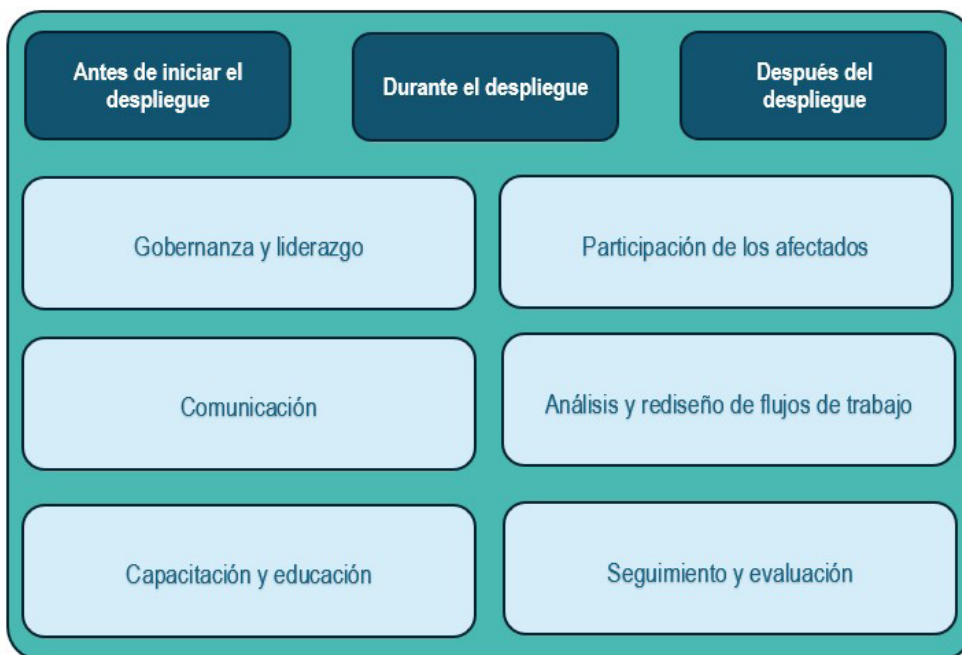 Antes de iniciar el
despliegue
Durante el despliegue
Después del
despliegue
Gobernanza y liderazgo
Participación de los afectados
Comunicación
Análisis y rediseño de flujos de trabajo
Capacitación y educación
Seguimiento y evaluación